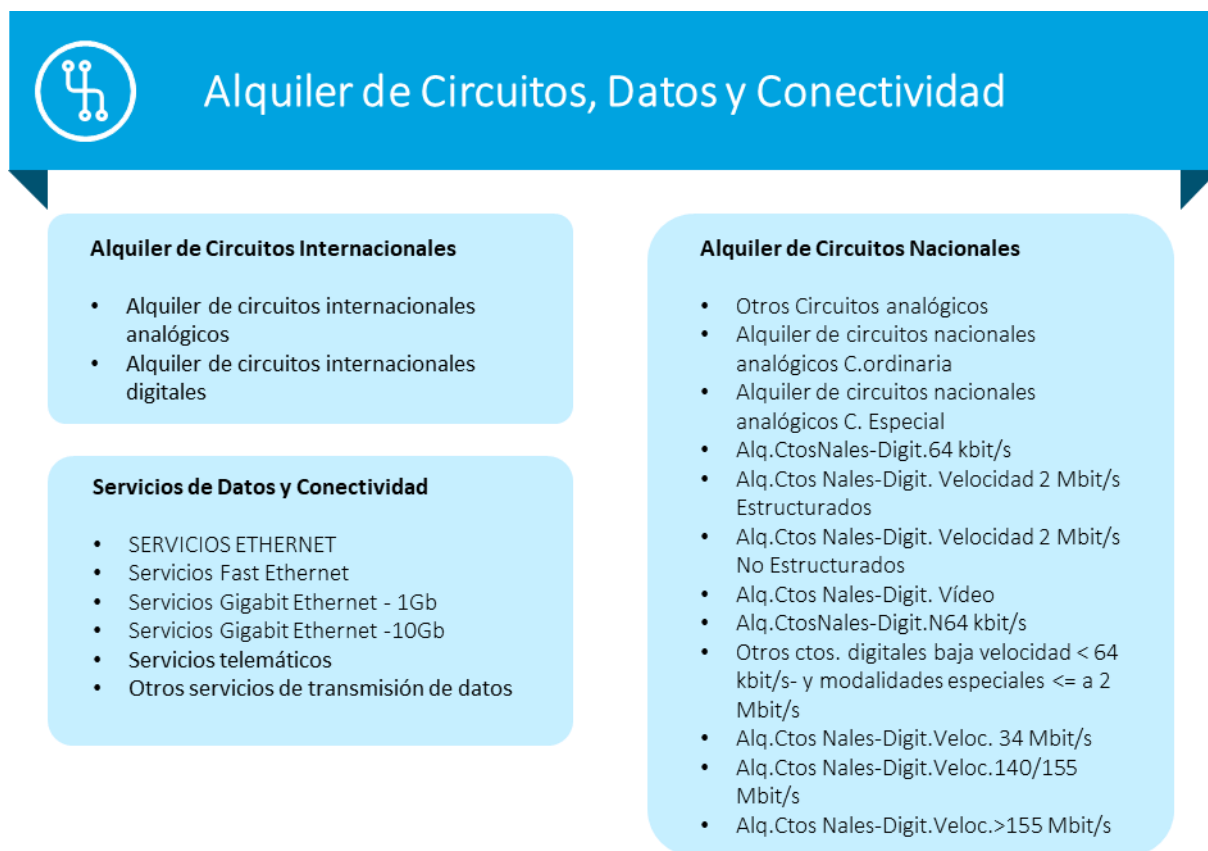 Alquiler de Circuitos, Datos y Conectividad
Alquiler de Circuitos Internacionales
• Alquiler de circuitos internacionales
analógicos
• Alquiler de circuitos internacionales
digitales
Servicios de Datos y Conectividad
• SERVICIOS ETHERNET
• Servicios Fast Ethernet
• Servicios Gigabit Ethernet - 1Gb
• Servicios Gigabit Ethernet -10Gb
• Servicios telemáticos
• Otros servicios de transmisión de datos
Alquiler de Circuitos Nacionales
• Otros Circuitos analógicos
• Alquiler de circuitos nacionales
analógicos C.ordinaria
• Alquiler de circuitos nacionales
analógicos C. Especial
• Alq.CtosNales-Digit.64 kbit/s
• Alq.Ctos Nales-Digit. Velocidad 2 Mbit/s
Estructurados
• Alq.Ctos Nales-Digit. Velocidad 2 Mbit/s
No Estructurados
• Alq.Ctos Nales-Digit. Vídeo
• Alq.CtosNales-Digit.N64 kbit/s
• Otros ctos. digitales baja velocidad < 64
kbit/s- y modalidades especiales <= a 2
Mbit/s
• Alq.Ctos Nales-Digit.Veloc. 34 Mbit/s
• Alq.Ctos Nales-Digit.Veloc.140/155
Mbit/s
• Alq.Ctos Nales-Digit.Veloc.>155 Mbit/s